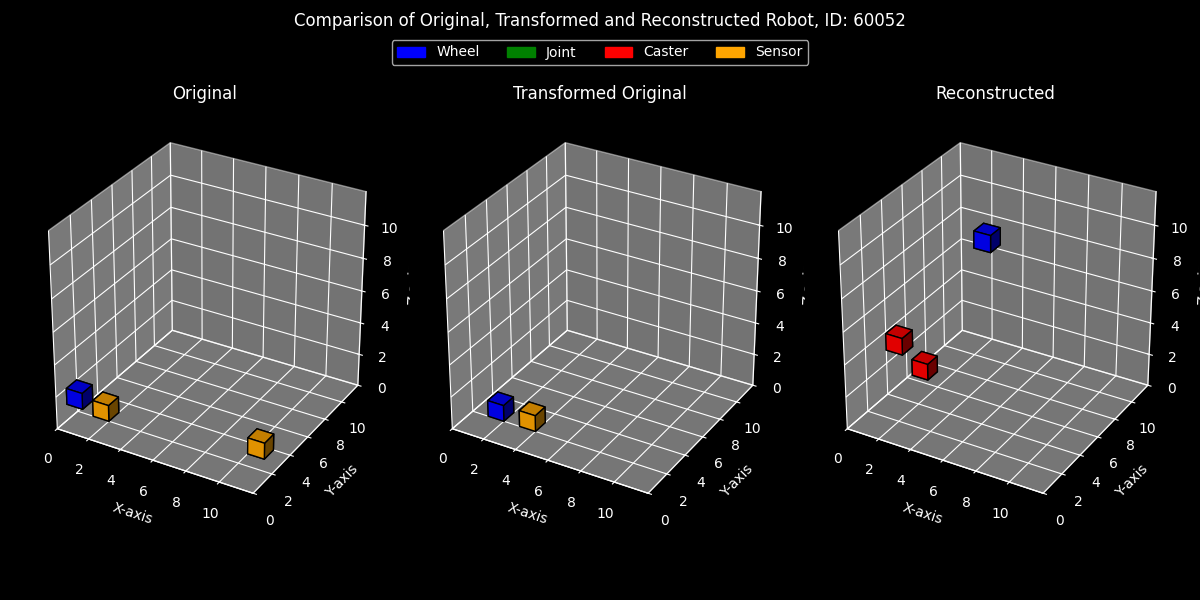 Comparison of Original, Transformed and Reconstructed Robot, ID: 60052
Wheel Joint Caster Sensor
Original
Transformed Original
Reconstructed
0 2 4 6 8 10
X-axis
0 2 4 6 8 10
Y-axis
0 2 4 6 8 10
0 2 4 6 8 10
X-axis
0 2 4 6 8 10
Y-axis
0 2 4 6 8 10
0 2 4 6 8 10
X-axis
0 2 4 6 8 10
Y-axis
0 2 4 6 8 10